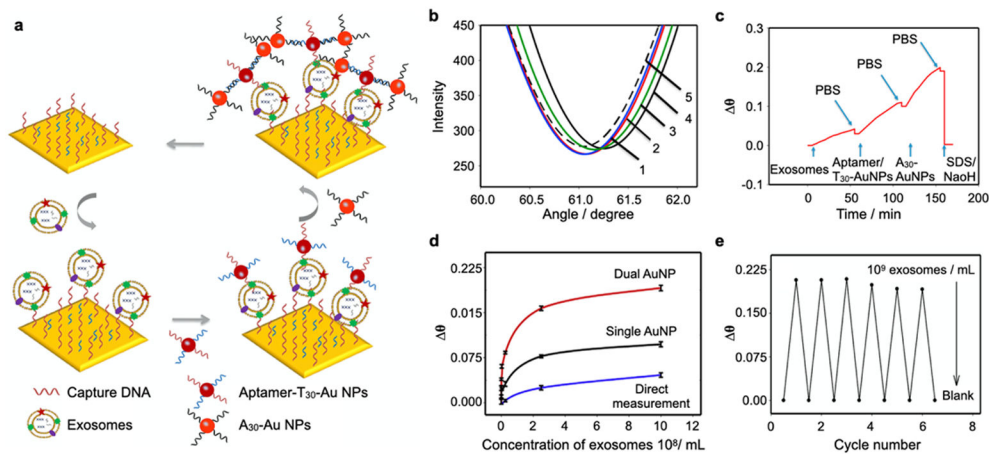 a
Capture DNA
Exosomes
Aptamer-T30-Au NPs
A30-Au NPs
b
450
400
350
300
250
60.0
60.5
61.0
61.5
62.0
Intensity
Angle / degree
5
4
3
2
1
c
0.2
0.1
0.0
-0.1
0
50
100
150
200
Δθ
Time / min
PBS
PBS
PBS
Exosomes
Aptamer/
T30-AuNPs
A30-
AuNPs
SDS/
NaOH
d
0.225
0.015
0.075
0.000
0
2
4
6
8
10
12
Δθ
Concentration of exosomes 10⁸/ mL
Dual AuNP
Single AuNP
Direct
measurement
e
0.225
0.150
0.075
0.000
0
2
4
6
8
Δθ
Cycle number
10⁹ exosomes / mL
Blank